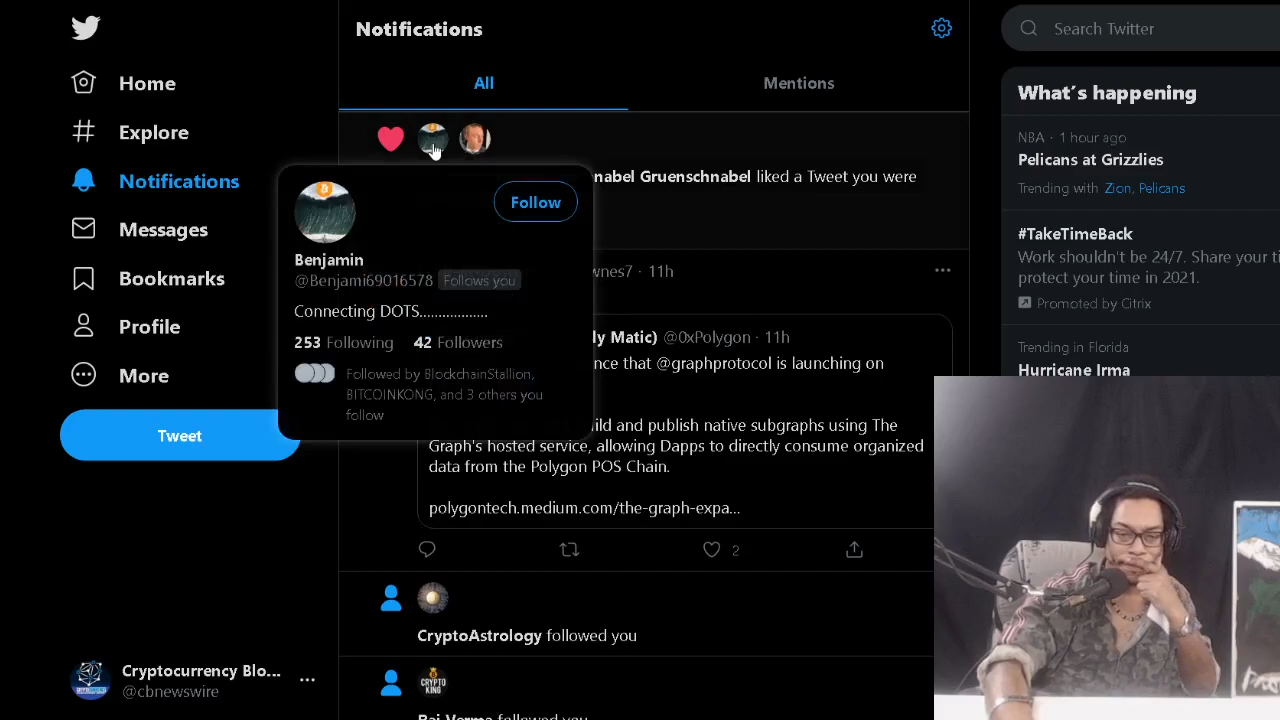 Home
Explore
Notifications
Messages
Bookmarks
Profile
More
Tweet
Cryptocurrency Blo...
@cbnewswire
Notifications
All
Mentions
nabel Gruenschnabel liked a Tweet you were
Follow
Benjamin
@Benjami69016578 Follows you
Connecting DOTS..................
253 Following 42 Followers
Followed by BlockchainStallion,
BITCOINKONG, and 3 others you
follow
wnes7 · 11h
ly Matic) @0xPolygon · 11h
nce that @graphprotocol is launching on
ild and publish native subgraphs using The
Graph's hosted service, allowing Dapps to directly consume organized
data from the Polygon POS Chain.
polygontech.medium.com/the-graph-expa...
2
CryptoAstrology followed you
CRYPTO
KING
Raj Verma followed you
Search Twitter
What's happening
NBA · 1 hour ago
Pelicans at Grizzlies
Trending with Zion, Pelicans
#TakeTimeBack
Work shouldn't be 24/7. Share your ti
protect your time in 2021.
Promoted by Citrix
Trending in Florida
Hurricane Irma